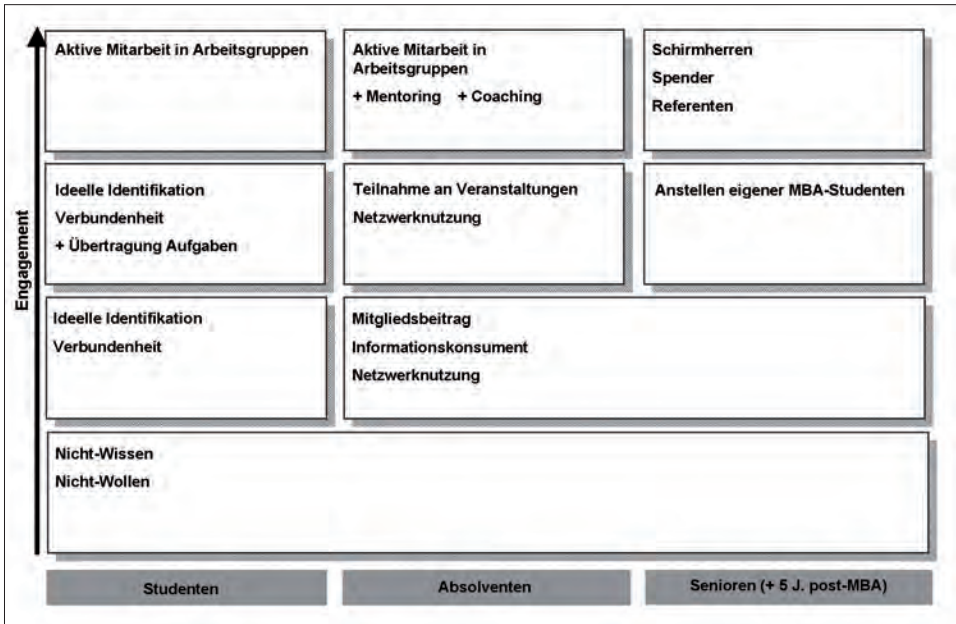 Aktive Mitarbeit in Arbeitsgruppen
Aktive Mitarbeit in
Arbeitsgruppen
+ Mentoring + Coaching
Schirmherren
Spender
Referenten
Ideelle Identifikation
Verbundenheit
+ Übertragung Aufgaben
Teilnahme an Veranstaltungen
Netzwerknutzung
Anstellen eigener MBA-Studenten
Engagement
Ideelle Identifikation
Verbundenheit
Mitgliedsbeitrag
Informationskonsument
Netzwerknutzung
Nicht-Wissen
Nicht-Wollen
Studenten
Absolventen
Senioren (+ 5 J. post-MBA)